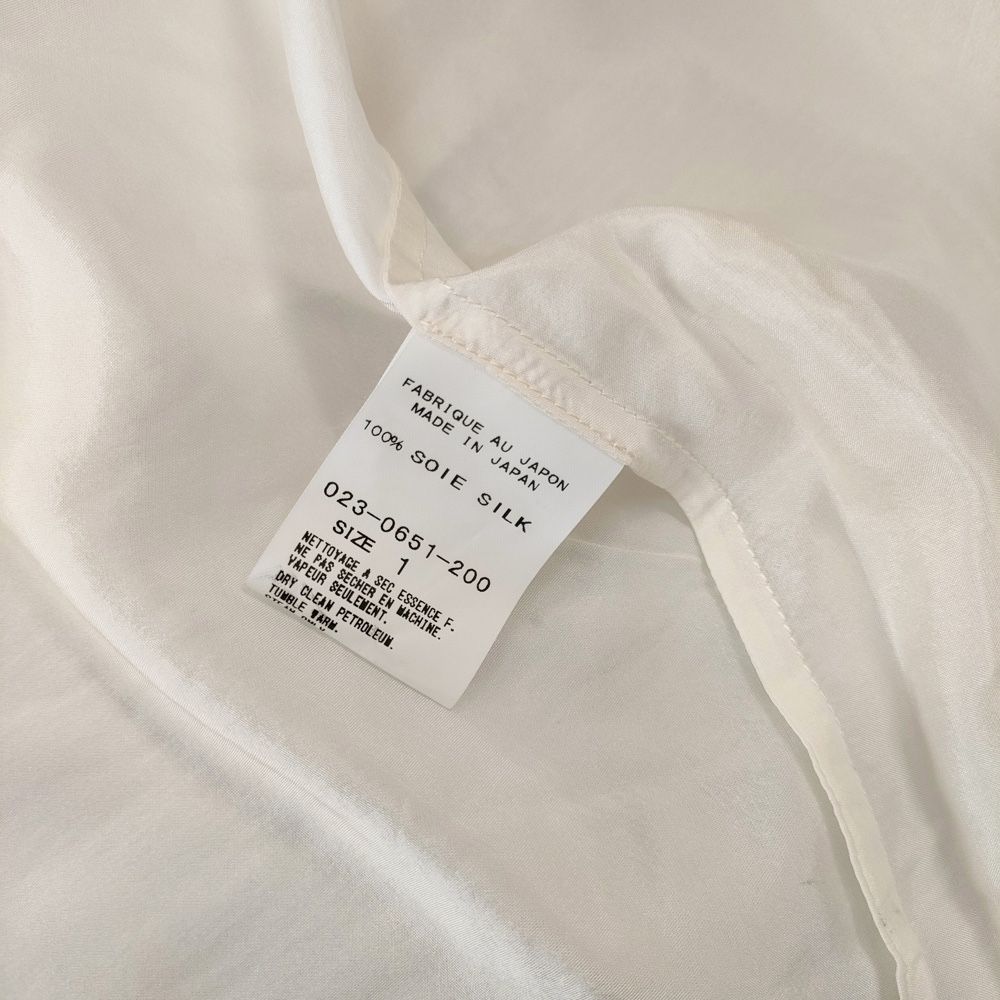 FABRIQUE AU JAPON
MADE IN JAPAN
100% SOIE SILK
023-0651-200
SIZE 1
NETTOYAGE A SEC ESSENCE F.
NE PAS SECHER EN MACHINE.
VAPEUR SEULEMENT.
DRY CLEAN PETROLEUM.
TUMBLE WARM.